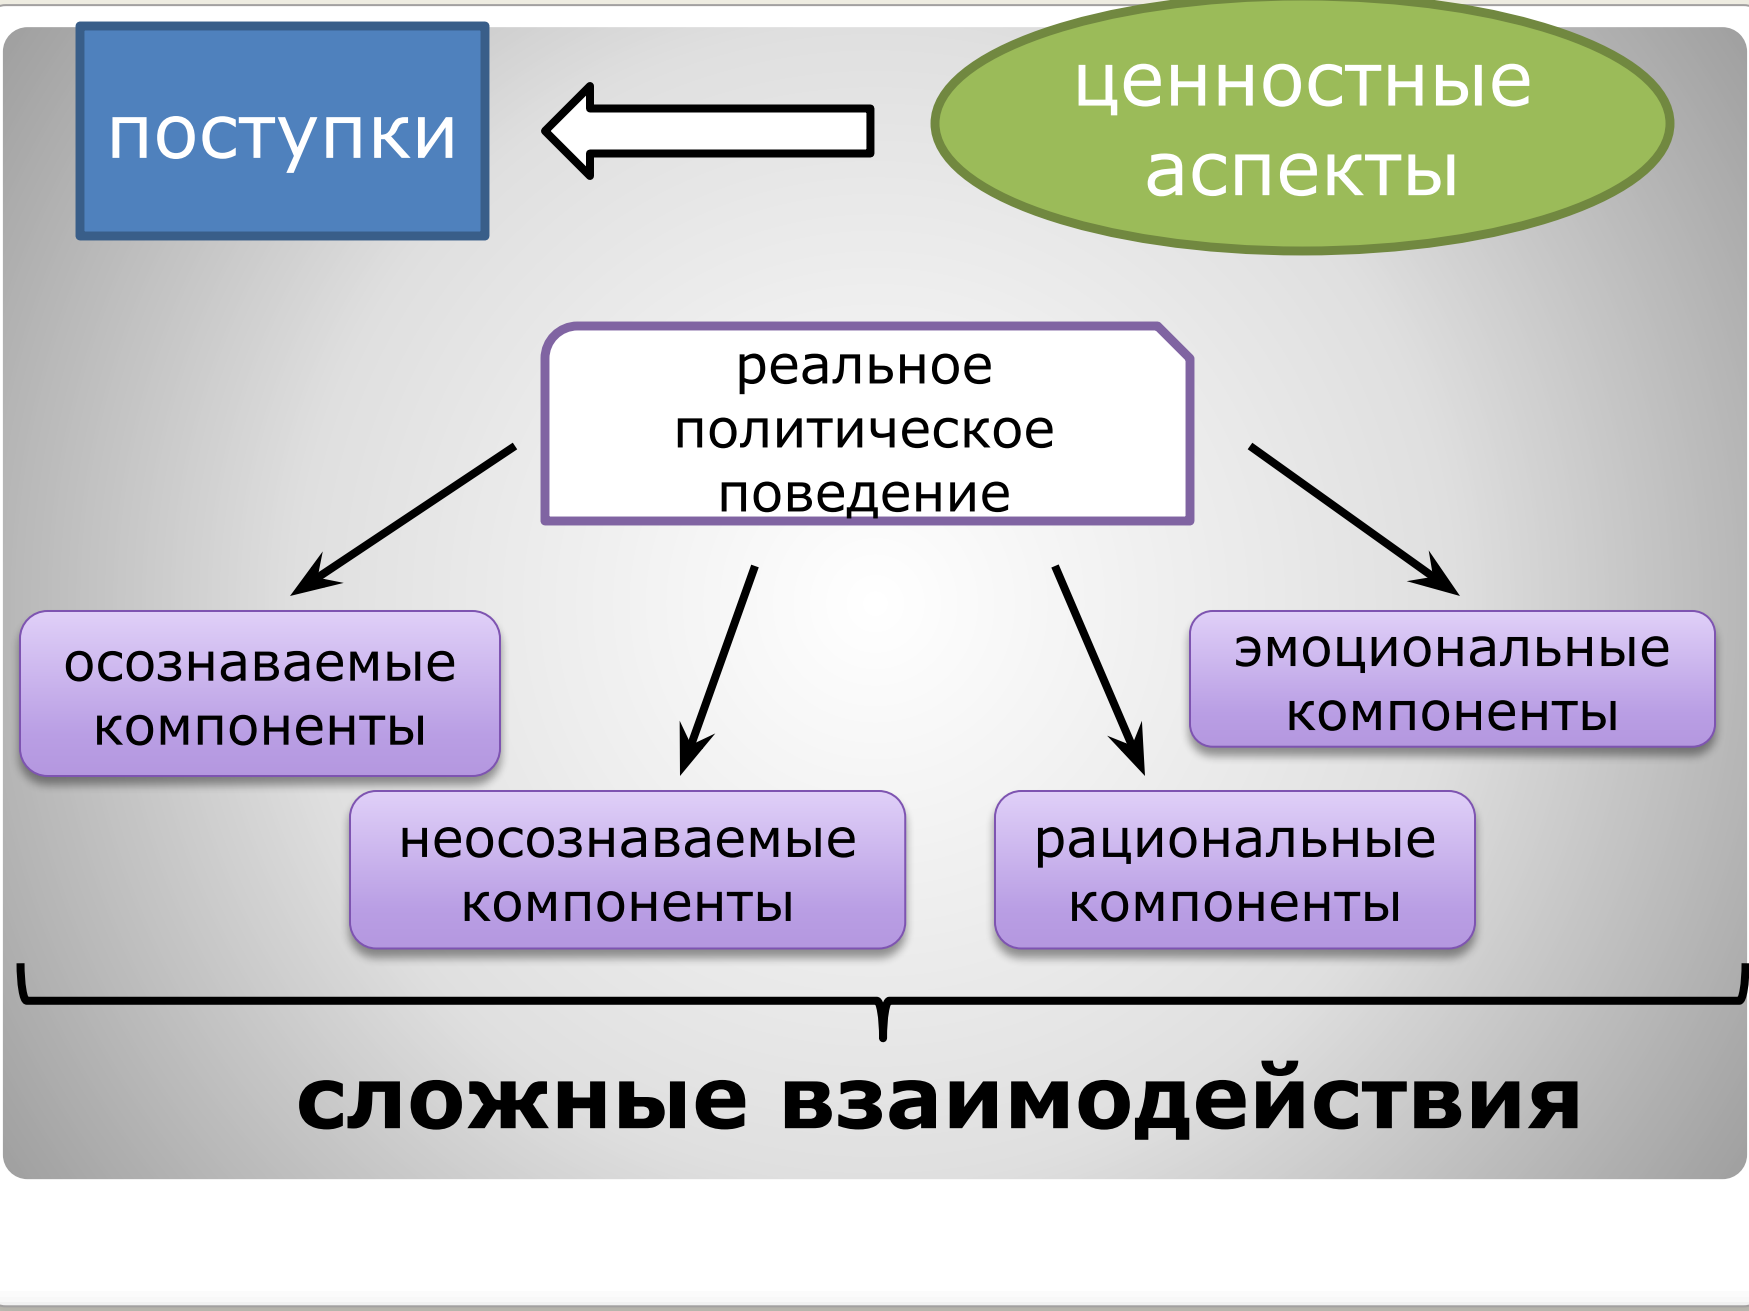 поступки
ценностные
аспекты
реальное
политическое
поведение
осознаваемые
компоненты
эмоциональные
компоненты
неосознаваемые
компоненты
рациональные
компоненты
сложные взаимодействия